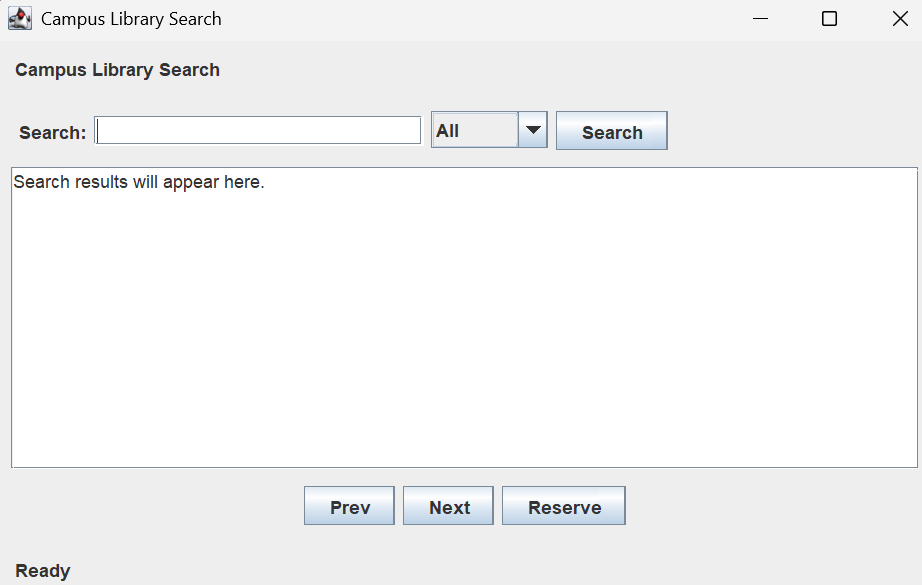 Campus Library Search
Campus Library Search
Search: All Search
Search results will appear here.
Prev Next Reserve
Ready